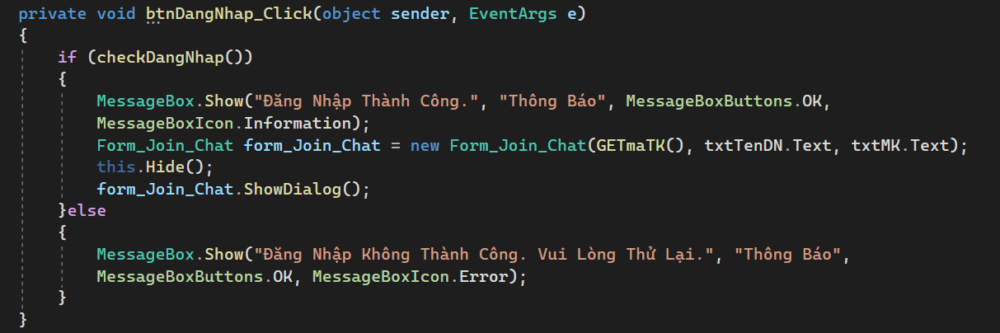 private void btnDangNhap_Click(object sender, EventArgs e)
{
    if (checkDangNhap())
    {
        MessageBox.Show("Đăng Nhập Thành Công.", "Thông Báo", MessageBoxButtons.OK,
        MessageBoxIcon.Information);
        Form_Join_Chat form_Join_Chat = new Form_Join_Chat(GETmaTK(), txtTenDN.Text, txtMK.Text);
        this.Hide();
        form_Join_Chat.ShowDialog();
    }else
    {
        MessageBox.Show("Đăng Nhập Không Thành Công. Vui Lòng Thử Lại.", "Thông Báo",
        MessageBoxButtons.OK, MessageBoxIcon.Error);
    }
}